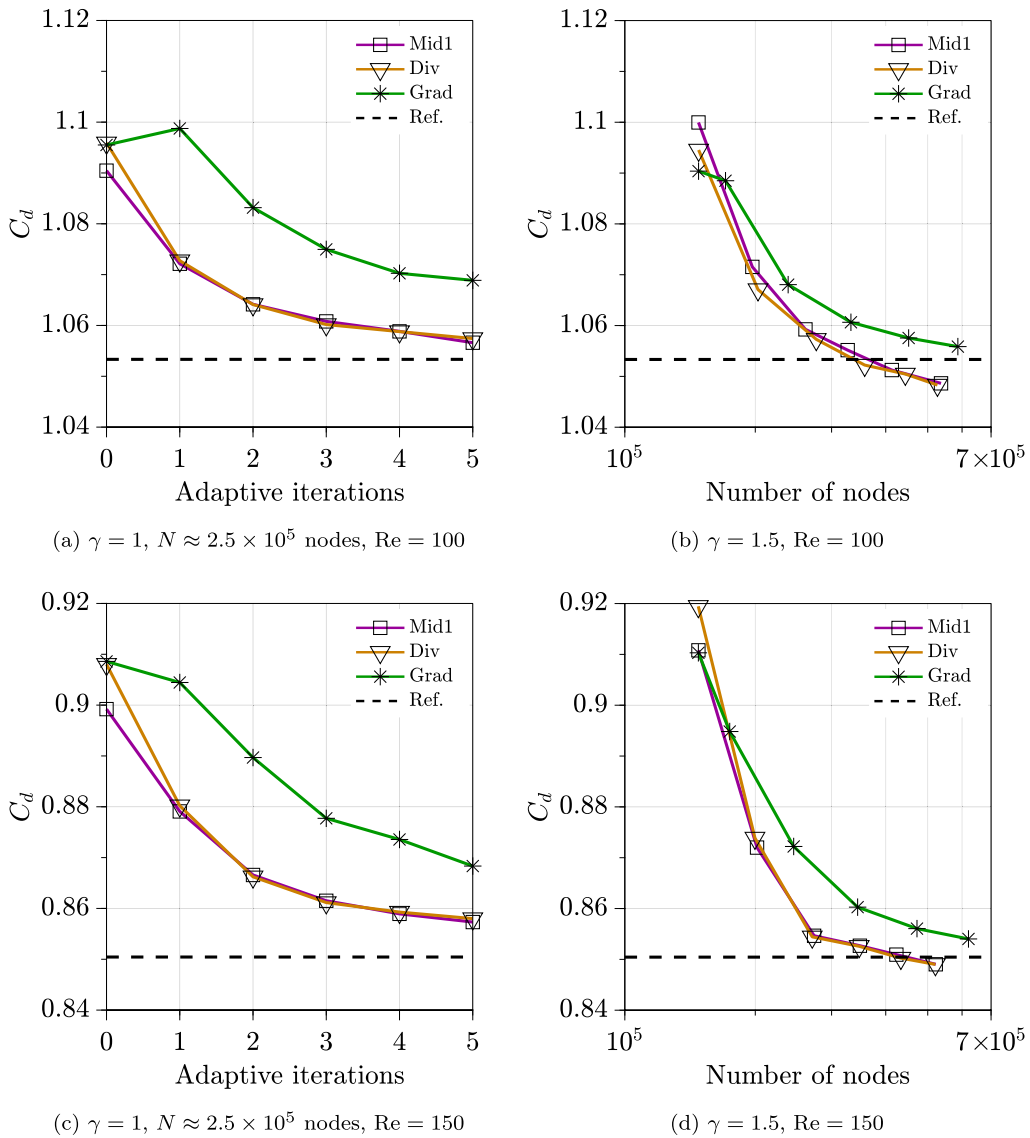 1.12
1.1
1.08
1.06
1.04
C_d
0 1 2 3 4 5
Adaptive iterations
Mid1
Div
Grad
Ref.
(a) γ = 1, N ≈ 2.5 × 10^5 nodes, Re = 100
1.12
1.1
1.08
1.06
1.04
C_d
10^5 7×10^5
Number of nodes
Mid1
Div
Grad
Ref.
(b) γ = 1.5, Re = 100
0.92
0.9
0.88
0.86
0.84
C_d
0 1 2 3 4 5
Adaptive iterations
Mid1
Div
Grad
Ref.
(c) γ = 1, N ≈ 2.5 × 10^5 nodes, Re = 150
0.92
0.9
0.88
0.86
0.84
C_d
10^5 7×10^5
Number of nodes
Mid1
Div
Grad
Ref.
(d) γ = 1.5, Re = 150